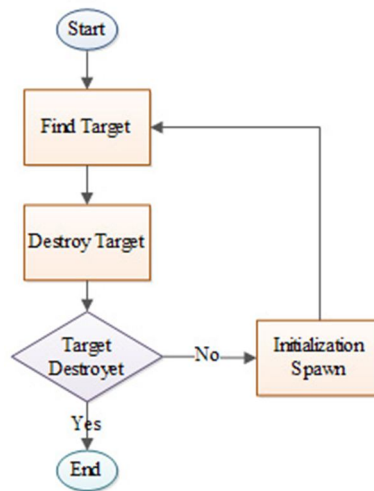 Start
Find Target
Destroy Target
Target
Destroyet
No
Initialization
Spawn
Yes
End